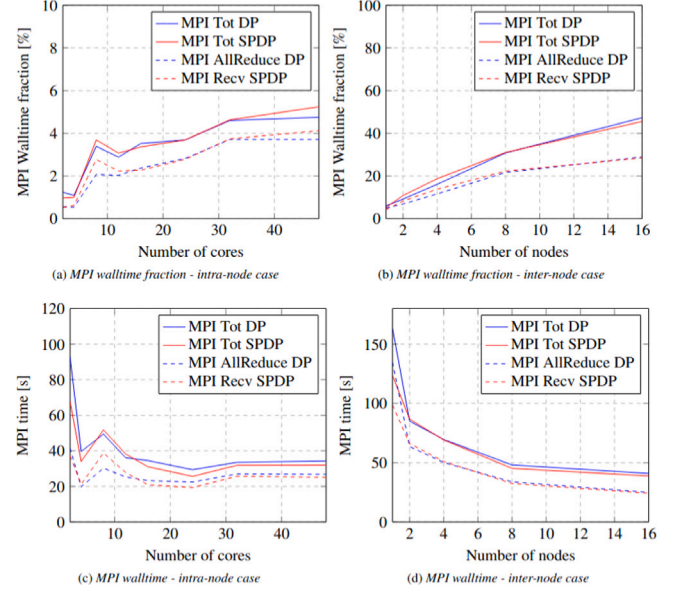 10
8
6
4
2
0
MPI Walltime fraction [%]
MPI Tot DP
MPI Tot SPDP
MPI AllReduce DP
MPI Recv SPDP
10 20 30 40
Number of cores
(a) MPI walltime fraction - intra-node case
100
80
60
40
20
0
MPI Walltime fraction [%]
MPI Tot DP
MPI Tot SPDP
MPI AllReduce DP
MPI Recv SPDP
2 4 6 8 10 12 14 16
Number of nodes
(b) MPI walltime fraction - inter-node case
120
100
80
60
40
20
0
MPI time [s]
MPI Tot DP
MPI Tot SPDP
MPI AllReduce DP
MPI Recv SPDP
10 20 30 40
Number of cores
(c) MPI walltime - intra-node case
150
100
50
0
MPI time [s]
MPI Tot DP
MPI Tot SPDP
MPI AllReduce DP
MPI Recv SPDP
2 4 6 8 10 12 14 16
Number of nodes
(d) MPI walltime - inter-node case